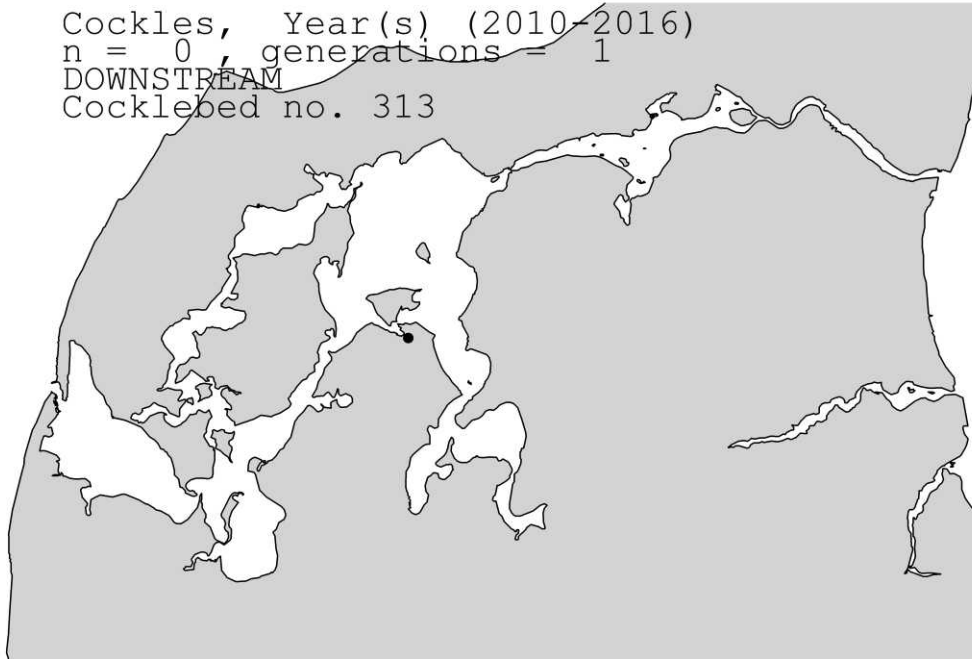 Cockles, Year(s) (2010-2016)
n = 0 , generations = 1
DOWNSTREAM
Cocklebed no. 313